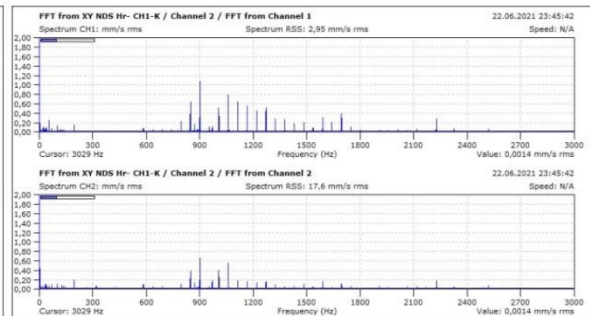 FFT from XY NDS Hr- CH1-K / Channel 2 / FFT from Channel 1 22.06.2021 23:45:42
Spectrum CH1: mm/s rms Spectrum RSS: 2,95 mm/s rms Speed: N/A
2,00
1,80
1,60
1,40
1,20
1,00
0,80
0,60
0,40
0,20
0,00
0 300 600 900 1200 1500 1800 2100 2400 2700 3000
Cursor: 3029 Hz Frequency (Hz) Value: 0,0014 mm/s rms
FFT from XY NDS Hr- CH1-K / Channel 2 / FFT from Channel 2 22.06.2021 23:45:42
Spectrum CH2: mm/s rms Spectrum RSS: 17,6 mm/s rms Speed: N/A
2,00
1,80
1,60
1,40
1,20
1,00
0,80
0,60
0,40
0,20
0,00
0 300 600 900 1200 1500 1800 2100 2400 2700 3000
Cursor: 3029 Hz Frequency (Hz) Value: 0,0014 mm/s rms